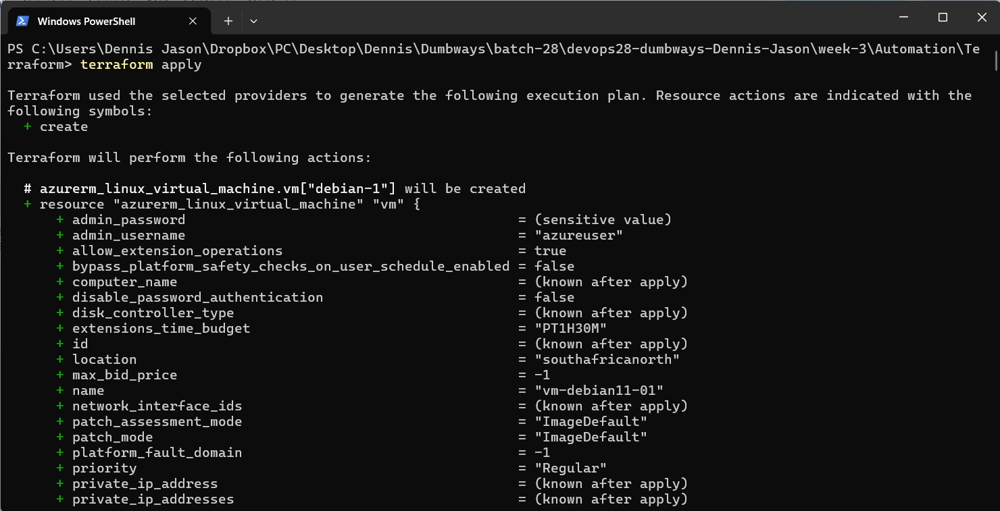 Windows PowerShell
PS C:\Users\Dennis Jason\Dropbox\PC\Desktop\Dennis\Dumbways\batch-28\devops28-dumbways-Dennis-Jason\week-3\Automation\Te
rraform> terraform apply
Terraform used the selected providers to generate the following execution plan. Resource actions are indicated with the
following symbols:
  + create
Terraform will perform the following actions:
  # azurerm_linux_virtual_machine.vm["debian-1"] will be created
  + resource "azurerm_linux_virtual_machine" "vm" {
      + admin_password                                         = (sensitive value)
      + admin_username                                         = "azureuser"
      + allow_extension_operations                             = true
      + bypass_platform_safety_checks_on_user_schedule_enabled = false
      + computer_name                                          = (known after apply)
      + disable_password_authentication                        = false
      + disk_controller_type                                   = (known after apply)
      + extensions_time_budget                                 = "PT1H30M"
      + id                                                     = (known after apply)
      + location                                               = "southafricanorth"
      + max_bid_price                                          = -1
      + name                                                   = "vm-debian11-01"
      + network_interface_ids                                  = (known after apply)
      + patch_assessment_mode                                  = "ImageDefault"
      + patch_mode                                             = "ImageDefault"
      + platform_fault_domain                                  = -1
      + priority                                               = "Regular"
      + private_ip_address                                     = (known after apply)
      + private_ip_addresses                                   = (known after apply)